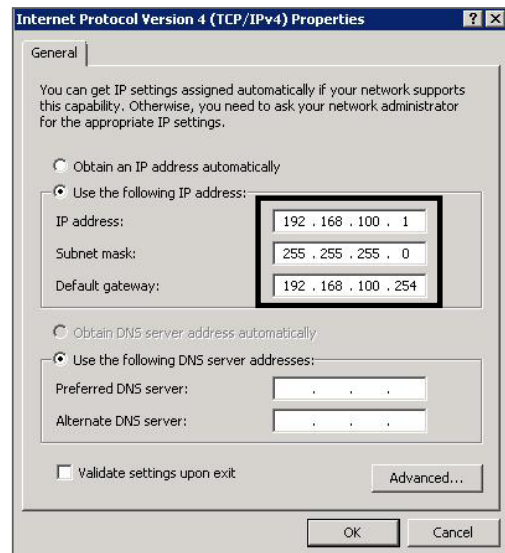 Internet Protocol Version 4 (TCP/IPv4) Properties
? X
General
You can get IP settings assigned automatically if your network supports
this capability. Otherwise, you need to ask your network administrator
for the appropriate IP settings.
Obtain an IP address automatically
Use the following IP address:
IP address: 192 . 168 . 100 . 1
Subnet mask: 255 . 255 . 255 . 0
Default gateway: 192 . 168 . 100 . 254
Obtain DNS server address automatically
Use the following DNS server addresses:
Preferred DNS server: . . .
Alternate DNS server: . . .
Validate settings upon exit
Advanced...
OK Cancel